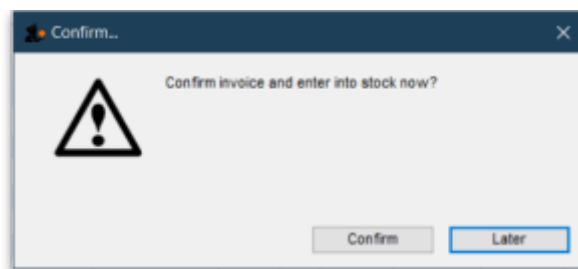 Confirm...
Confirm invoice and enter into stock now?
Confirm
Later